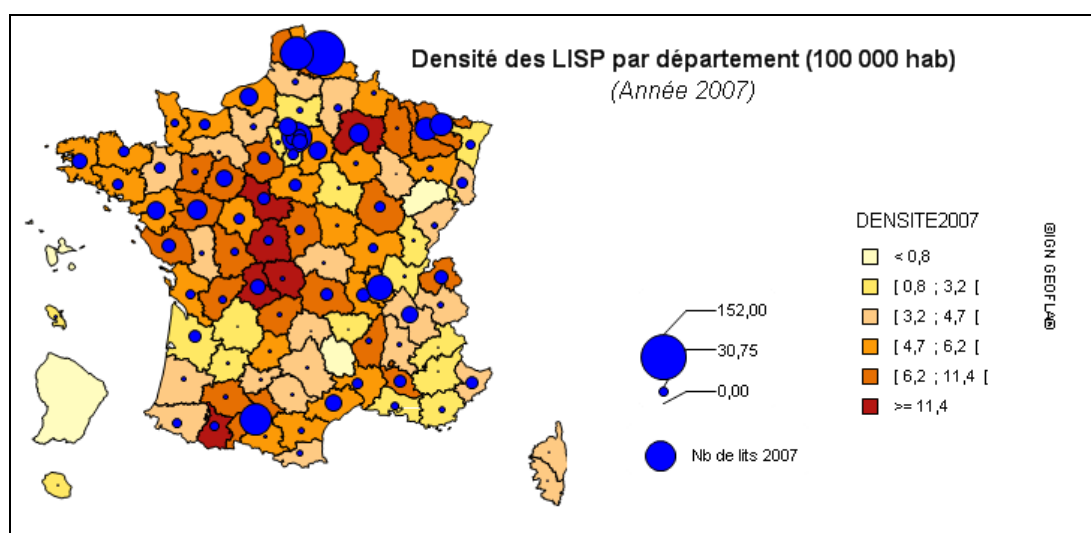 Densité des LISP par département (100 000 hab)
(Année 2007)
DENSITE2007
< 0,8
[ 0,8 ; 3,2 [
[ 3,2 ; 4,7 [
[ 4,7 ; 6,2 [
[ 6,2 ; 11,4 [
>= 11,4
152,00
30,75
0,00
Nb de lits 2007
©IGN GEOFLA®